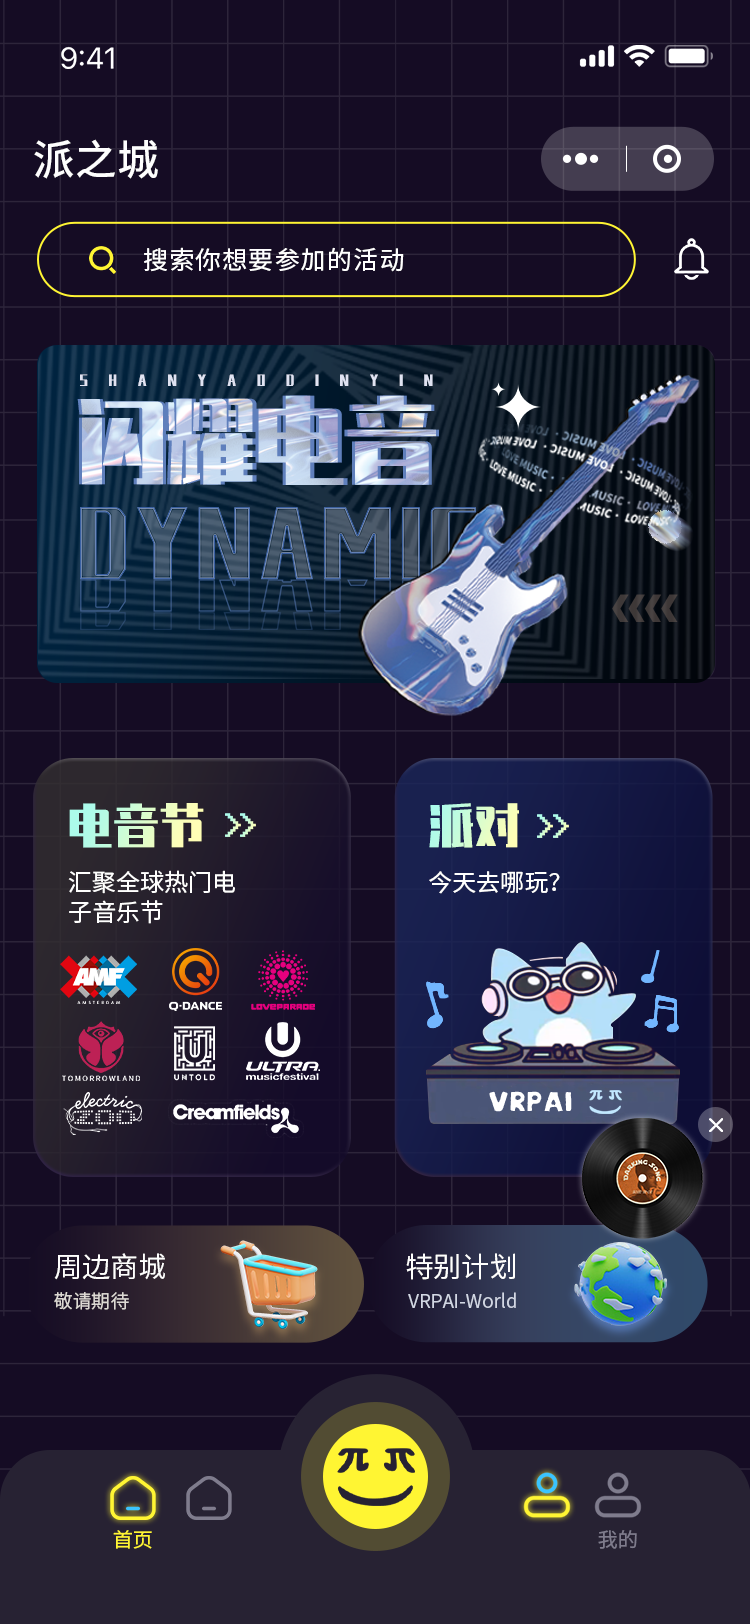 9:41
派之城
搜索你想要参加的活动
SHANYAODINYIN
闪耀电音
DYNAMIC
LOVE MUSIC
电音节
汇聚全球热门电
子音乐节
AMF
AMSTERDAM
Q-DANCE
LOVEPARADE
TOMORROWLAND
UNTOLD
ULTRA
musicfestival
electric
ZOO
Creamfields
派对
今天去哪玩?
VRPAI
DARKING SONG
周边商城
敬请期待
特别计划
VRPAI-World
首页
我的